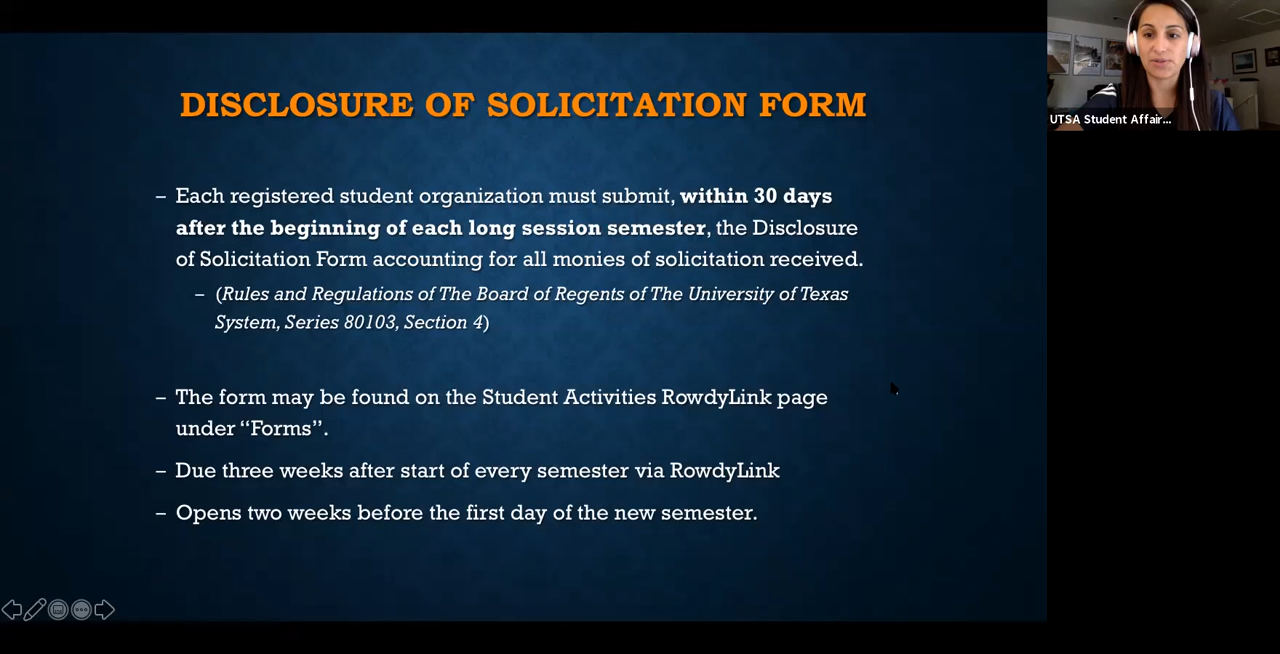 DISCLOSURE OF SOLICITATION FORM
– Each registered student organization must submit, within 30 days
after the beginning of each long session semester, the Disclosure
of Solicitation Form accounting for all monies of solicitation received.
– (Rules and Regulations of The Board of Regents of The University of Texas
System, Series 80103, Section 4)
– The form may be found on the Student Activities RowdyLink page
under “Forms”.
– Due three weeks after start of every semester via RowdyLink
– Opens two weeks before the first day of the new semester.
UTSA Student Affair...